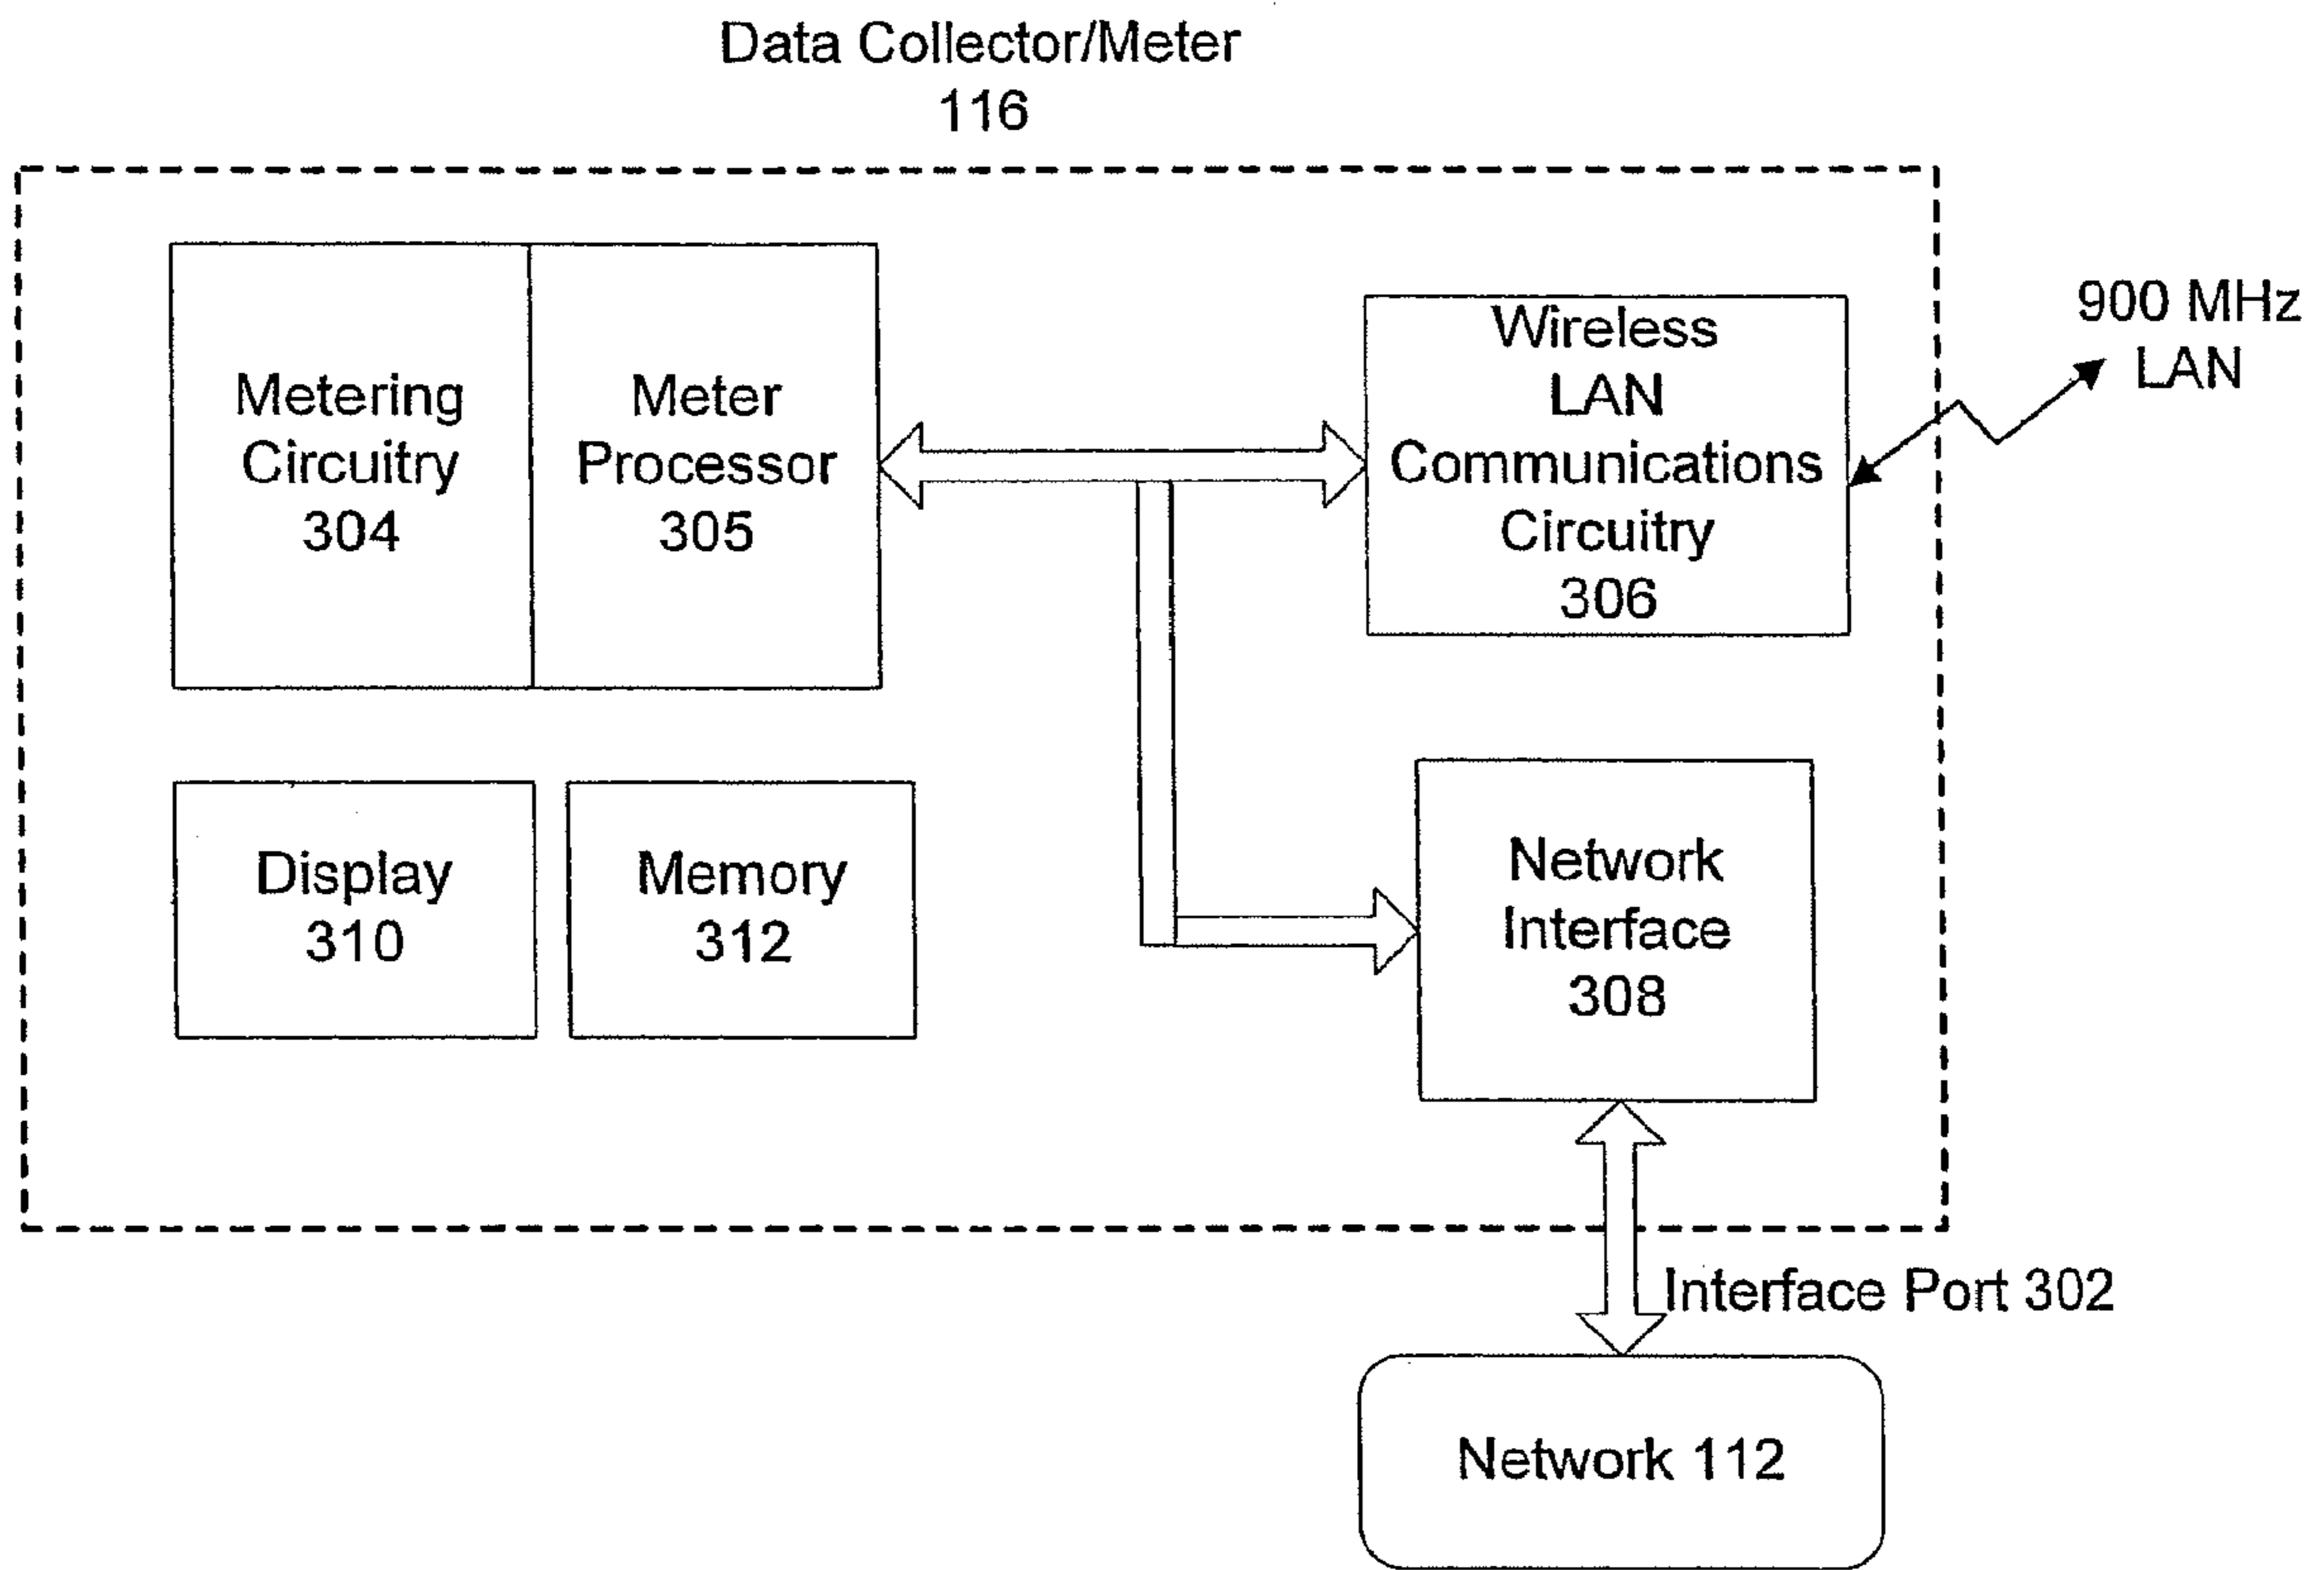 Data Collector/Meter
116
Metering
Circuitry
304
Meter
Processor
305
Wireless
LAN
Communications
Circuitry
306
900 MHz
LAN
Display
310
Memory
312
Network
Interface
308
Interface Port 302
Network 112